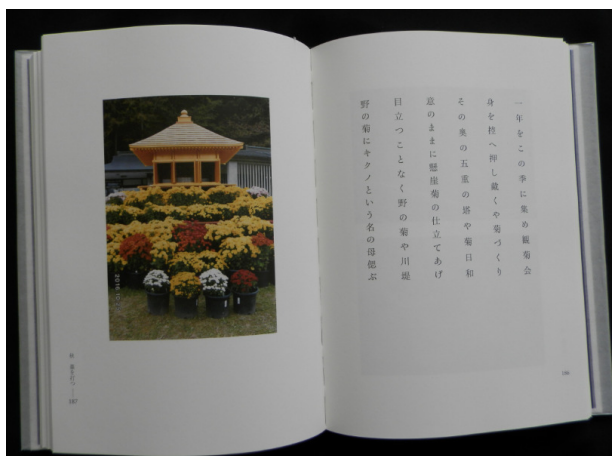 一年をこの季に集め観菊会
身を控へ押し戴くや菊づくり
その奥の五重の塔や菊日和
意のままに懸崖菊の仕立てあげ
目立つことなく野の菊や川堤
野の菊にキクノという名の母偲ぶ
186
187